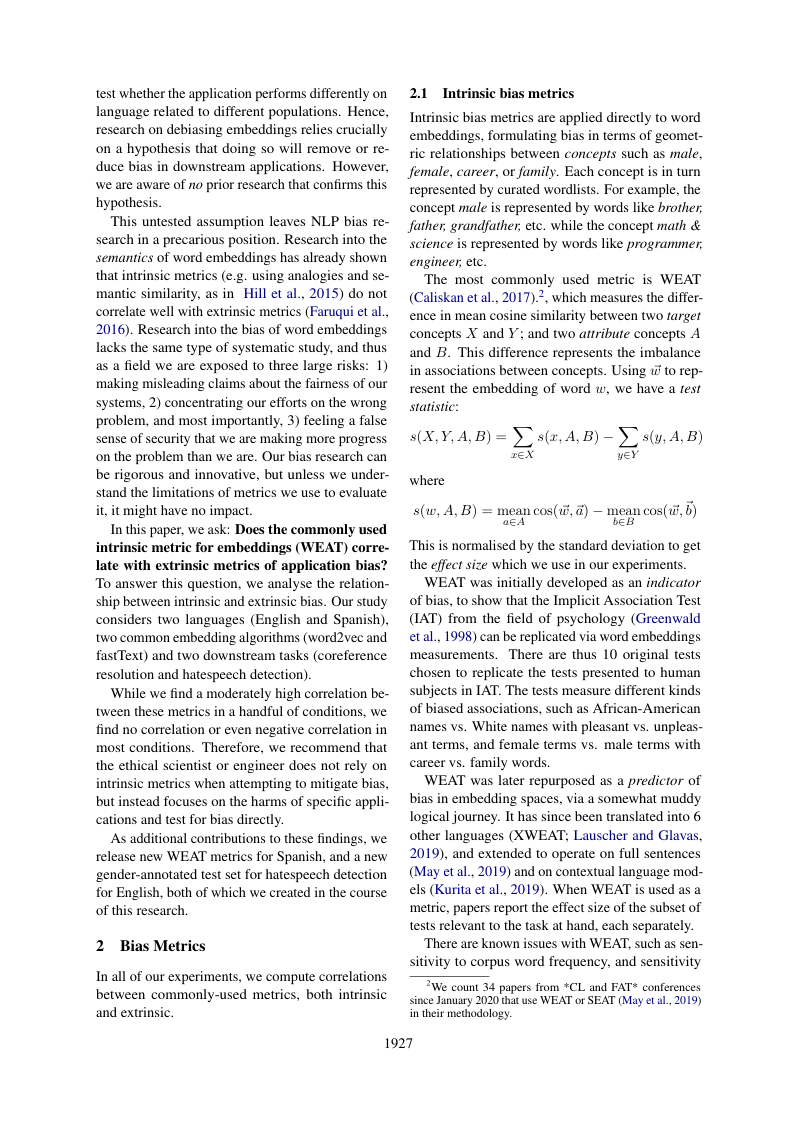 test whether the application performs differently on
language related to different populations. Hence,
research on debiasing embeddings relies crucially
on a hypothesis that doing so will remove or re-
duce bias in downstream applications. However,
we are aware of no prior research that confirms this
hypothesis.
This untested assumption leaves NLP bias re-
search in a precarious position. Research into the
semantics of word embeddings has already shown
that intrinsic metrics (e.g. using analogies and se-
mantic similarity, as in Hill et al., 2015) do not
correlate well with extrinsic metrics (Faruqui et al.,
2016). Research into the bias of word embeddings
lacks the same type of systematic study, and thus
as a field we are exposed to three large risks: 1)
making misleading claims about the fairness of our
systems, 2) concentrating our efforts on the wrong
problem, and most importantly, 3) feeling a false
sense of security that we are making more progress
on the problem than we are. Our bias research can
be rigorous and innovative, but unless we under-
stand the limitations of metrics we use to evaluate
it, it might have no impact.
In this paper, we ask: Does the commonly used
intrinsic metric for embeddings (WEAT) corre-
late with extrinsic metrics of application bias?
To answer this question, we analyse the relation-
ship between intrinsic and extrinsic bias. Our study
considers two languages (English and Spanish),
two common embedding algorithms (word2vec and
fastText) and two downstream tasks (coreference
resolution and hatespeech detection).
While we find a moderately high correlation be-
tween these metrics in a handful of conditions, we
find no correlation or even negative correlation in
most conditions. Therefore, we recommend that
the ethical scientist or engineer does not rely on
intrinsic metrics when attempting to mitigate bias,
but instead focuses on the harms of specific appli-
cations and test for bias directly.
As additional contributions to these findings, we
release new WEAT metrics for Spanish, and a new
gender-annotated test set for hatespeech detection
for English, both of which we created in the course
of this research.
2 Bias Metrics
In all of our experiments, we compute correlations
between commonly-used metrics, both intrinsic
and extrinsic.
2.1 Intrinsic bias metrics
Intrinsic bias metrics are applied directly to word
embeddings, formulating bias in terms of geomet-
ric relationships between concepts such as male,
female, career, or family. Each concept is in turn
represented by curated wordlists. For example, the
concept male is represented by words like brother,
father, grandfather, etc. while the concept math &
science is represented by words like programmer,
engineer, etc.
The most commonly used metric is WEAT
(Caliskan et al., 2017).², which measures the differ-
ence in mean cosine similarity between two target
concepts X and Y; and two attribute concepts A
and B. This difference represents the imbalance
in associations between concepts. Using w⃗ to rep-
resent the embedding of word w, we have a test
statistic:
s(X, Y, A, B) = ∑ s(x, A, B) − ∑ s(y, A, B)
x∈X y∈Y
where
s(w, A, B) = mean cos(w⃗, a⃗) − mean cos(w⃗, b⃗)
a∈A b∈B
This is normalised by the standard deviation to get
the effect size which we use in our experiments.
WEAT was initially developed as an indicator
of bias, to show that the Implicit Association Test
(IAT) from the field of psychology (Greenwald
et al., 1998) can be replicated via word embeddings
measurements. There are thus 10 original tests
chosen to replicate the tests presented to human
subjects in IAT. The tests measure different kinds
of biased associations, such as African-American
names vs. White names with pleasant vs. unpleas-
ant terms, and female terms vs. male terms with
career vs. family words.
WEAT was later repurposed as a predictor of
bias in embedding spaces, via a somewhat muddy
logical journey. It has since been translated into 6
other languages (XWEAT; Lauscher and Glavas,
2019), and extended to operate on full sentences
(May et al., 2019) and on contextual language mod-
els (Kurita et al., 2019). When WEAT is used as a
metric, papers report the effect size of the subset of
tests relevant to the task at hand, each separately.
There are known issues with WEAT, such as sen-
sitivity to corpus word frequency, and sensitivity
²We count 34 papers from *CL and FAT* conferences
since January 2020 that use WEAT or SEAT (May et al., 2019)
in their methodology.
1927